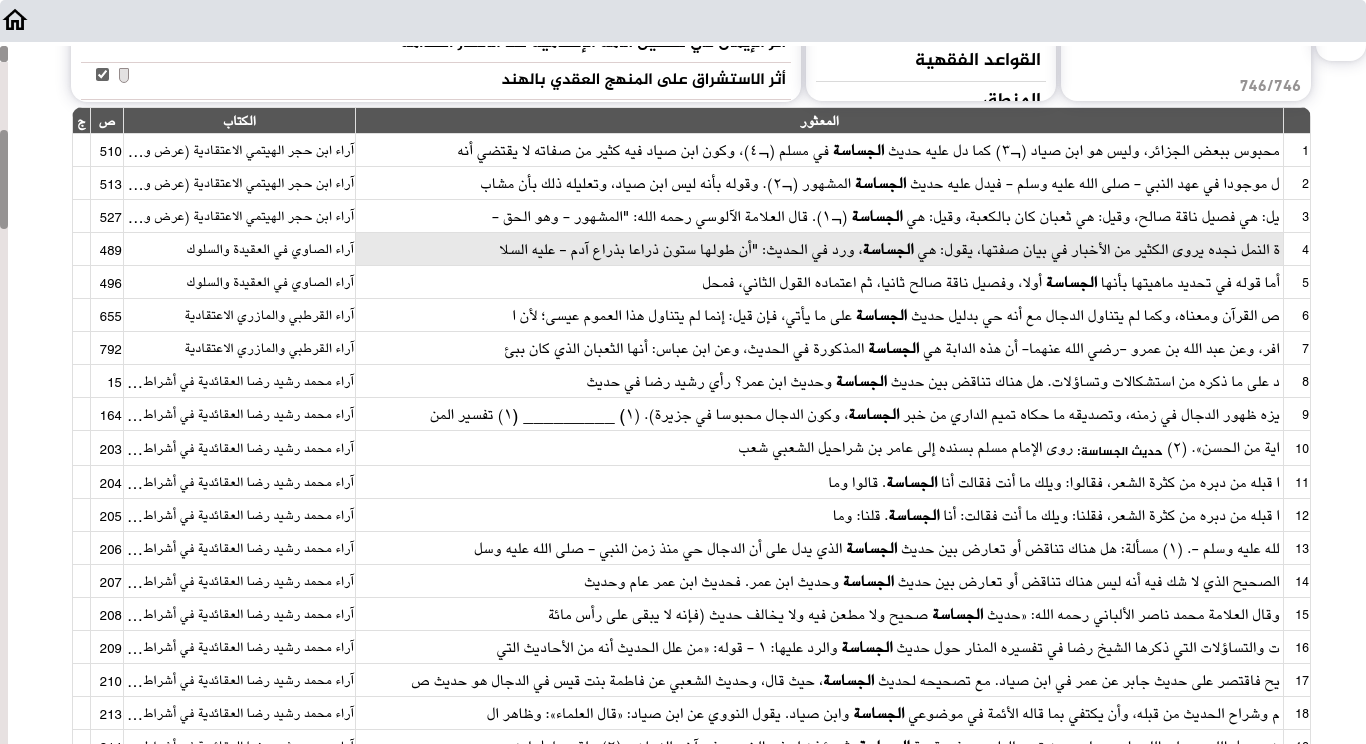 القواعد الفقهية
746/746
أثر الاستشراق على المنهج العقدي بالهند
المنطق
المعثور الكتاب ص ج
1 محبوس ببعض الجزائر، وليس هو ابن صياد (¬٣) كما دل عليه حديث الجساسة في مسلم (¬٤)، وكون ابن صياد فيه كثير من صفاته لا يقتضي أنه آراء ابن حجر الهيتمي الاعتقادية (عرض و... 510
2 ل موجودا في عهد النبي - صلى الله عليه وسلم - فيدل عليه حديث الجساسة المشهور (¬٢). وقوله بأنه ليس ابن صياد، وتعليله ذلك بأن مشاب آراء ابن حجر الهيتمي الاعتقادية (عرض و... 513
3 يل: هي فصيل ناقة صالح، وقيل: هي ثعبان كان بالكعبة، وقيل: هي الجساسة (¬١). قال العلامة الآلوسي رحمه الله: "المشهور - وهو الحق - آراء ابن حجر الهيتمي الاعتقادية (عرض و... 527
4 ة النمل نجده يروى الكثير من الأخبار في بيان صفتها، يقول: هي الجساسة، ورد في الحديث: "أن طولها ستون ذراعا بذراع آدم - عليه السلا آراء الصاوي في العقيدة والسلوك 489
5 أما قوله في تحديد ماهيتها بأنها الجساسة أولا، وفصيل ناقة صالح ثانيا، ثم اعتماده القول الثاني، فمحل آراء الصاوي في العقيدة والسلوك 496
6 ص القرآن ومعناه، وكما لم يتناول الدجال مع أنه حي بدليل حديث الجساسة على ما يأتي، فإن قيل: إنما لم يتناول هذا العموم عيسى؛ لأن ا آراء القرطبي والمازري الاعتقادية 655
7 افر، وعن عبد الله بن عمرو -رضي الله عنهما- أن هذه الدابة هي الجساسة المذكورة في الحديث، وعن ابن عباس: أنها الثعبان الذي كان ببئ آراء القرطبي والمازري الاعتقادية 792
8 د على ما ذكره من استشكالات وتساؤلات. هل هناك تناقض بين حديث الجساسة وحديث ابن عمر؟ رأي رشيد رضا في حديث آراء محمد رشيد رضا العقائدية في أشراط... 15
9 يزه ظهور الدجال في زمنه، وتصديقه ما حكاه تميم الداري من خبر الجساسة، وكون الدجال محبوسا في جزيرة). (١) __________ (١) تفسير المن آراء محمد رشيد رضا العقائدية في أشراط... 164
10 اية من الحسن». (٢) حديث الجساسة: روى الإمام مسلم بسنده إلى عامر بن شراحيل الشعبي شعب آراء محمد رشيد رضا العقائدية في أشراط... 203
11 ا قبله من دبره من كثرة الشعر، فقالوا: ويلك ما أنت فقالت أنا الجساسة. قالوا وما آراء محمد رشيد رضا العقائدية في أشراط... 204
12 ا قبله من دبره من كثرة الشعر، فقلنا: ويلك ما أنت فقالت: أنا الجساسة. قلنا: وما آراء محمد رشيد رضا العقائدية في أشراط... 205
13 لله عليه وسلم -. (١) مسألة: هل هناك تناقض أو تعارض بين حديث الجساسة الذي يدل على أن الدجال حي منذ زمن النبي - صلى الله عليه وسل آراء محمد رشيد رضا العقائدية في أشراط... 206
14 الصحيح الذي لا شك فيه أنه ليس هناك تناقض أو تعارض بين حديث الجساسة وحديث ابن عمر. فحديث ابن عمر عام وحديث آراء محمد رشيد رضا العقائدية في أشراط... 207
15 وقال العلامة محمد ناصر الألباني رحمه الله: «حديث الجساسة صحيح ولا مطعن فيه ولا يخالف حديث (فإنه لا يبقى على رأس مائة آراء محمد رشيد رضا العقائدية في أشراط... 208
16 ت والتساؤلات التي ذكرها الشيخ رضا في تفسيره المنار حول حديث الجساسة والرد عليها: ١ - قوله: «من علل الحديث أنه من الأحاديث التي آراء محمد رشيد رضا العقائدية في أشراط... 209
17 يح فاقتصر على حديث جابر عن عمر في ابن صياد. مع تصحيحه لحديث الجساسة، حيث قال، وحديث الشعبي عن فاطمة بنت قيس في الدجال هو حديث ص آراء محمد رشيد رضا العقائدية في أشراط... 210
18 م وشراح الحديث من قبله، وأن يكتفي بما قاله الأئمة في موضوعي الجساسة وابن صياد. يقول النووي عن ابن صياد: «قال العلماء»: وظاهر ال آراء محمد رشيد رضا العقائدية في أشراط... 213